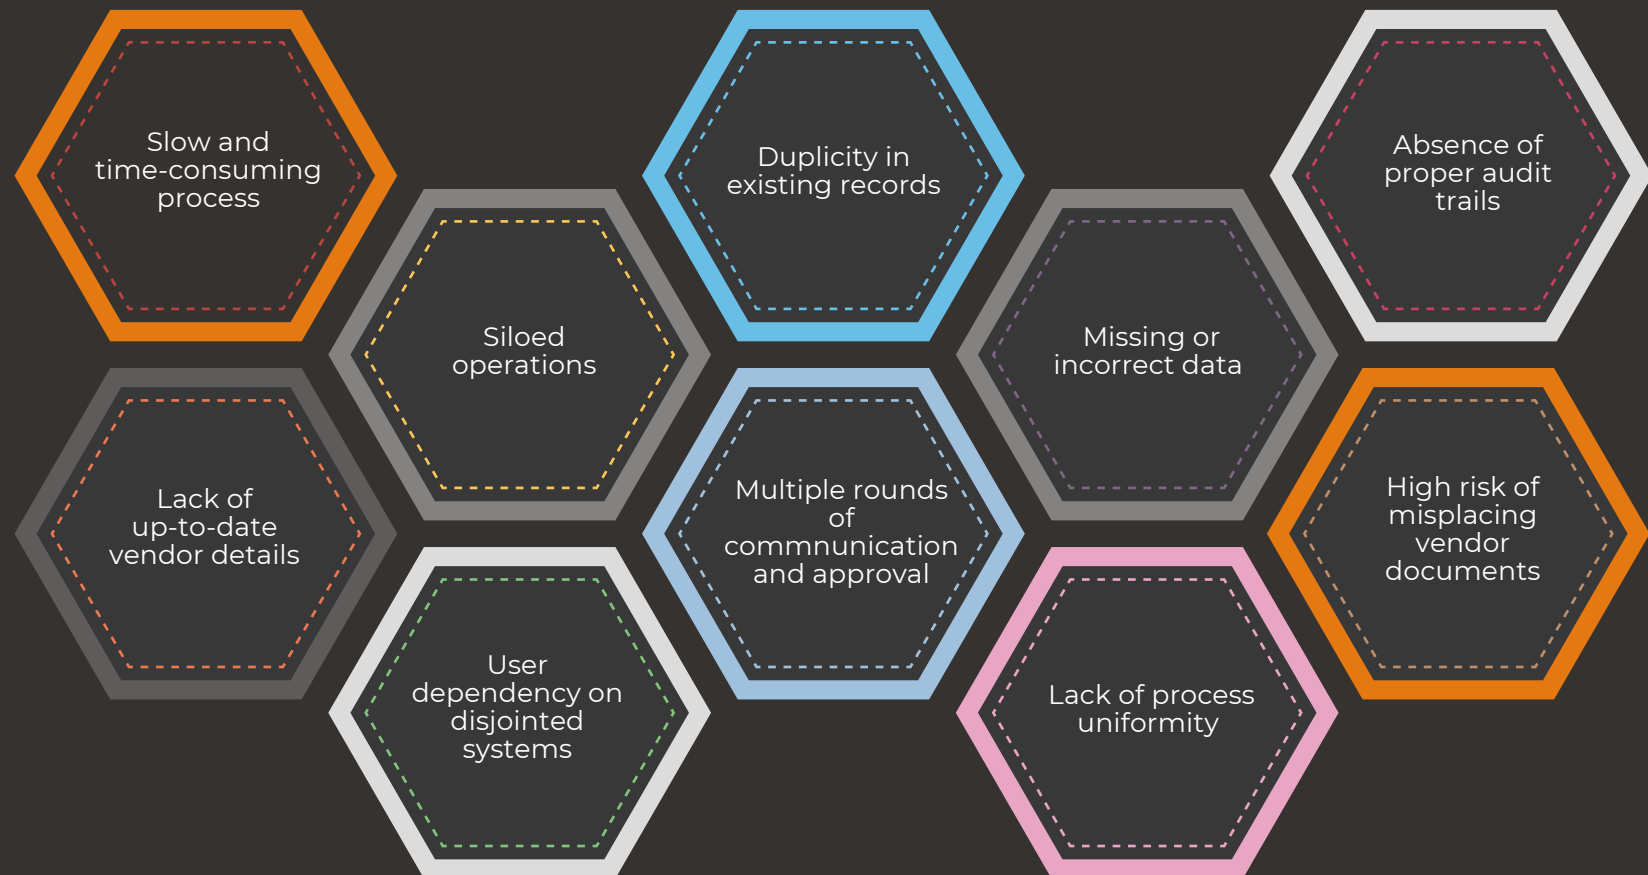 Slow and
time-consuming
process
Duplicity in
existing records
Absence of
proper audit
trails
Siloed
operations
Missing or
incorrect data
Lack of
up-to-date
vendor details
Multiple rounds
of
commnunication
and approval
High risk of
misplacing
vendor
documents
User
dependency on
disjointed
systems
Lack of process
uniformity